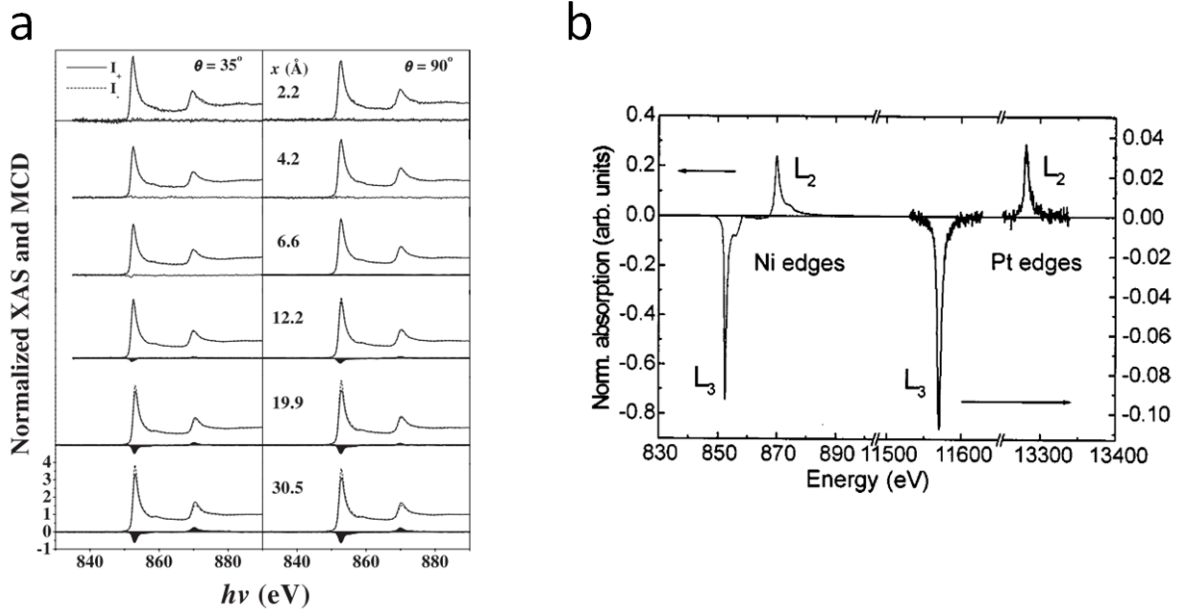 a
I+
I-
θ = 35°
x (Å)
θ = 90°
2.2
4.2
6.6
12.2
19.9
30.5
Normalized XAS and MCD
4
3
2
1
0
-1
840 860 880 840 860 880
hν (eV)
b
0.4
0.2
0.0
-0.2
-0.4
-0.6
-0.8
Norm. absorption (arb. units)
L2
L2
Ni edges
Pt edges
L3
L3
0.04
0.02
0.00
-0.02
-0.04
-0.06
-0.08
-0.10
830 850 870 890 11500 11600 13300 13400
Energy (eV)